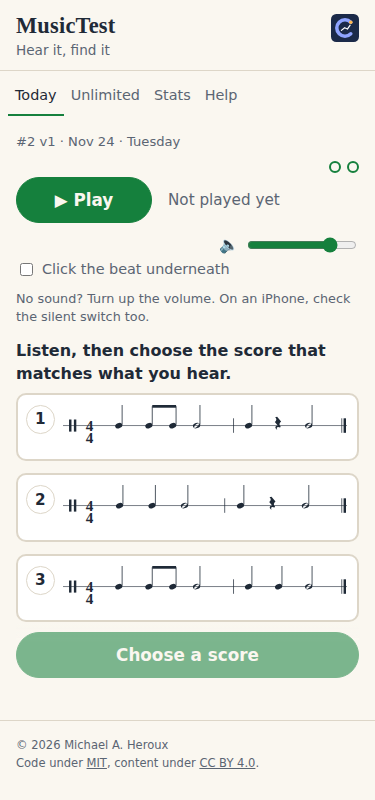 MusicTest
Hear it, find it
Today Unlimited Stats Help
#2 v1 · Nov 24 · Tuesday
▶ Play Not played yet
Click the beat underneath
No sound? Turn up the volume. On an iPhone, check
the silent switch too.
Listen, then choose the score that
matches what you hear.
1
4
4
2
4
4
3
4
4
Choose a score
© 2026 Michael A. Heroux
Code under MIT, content under CC BY 4.0.